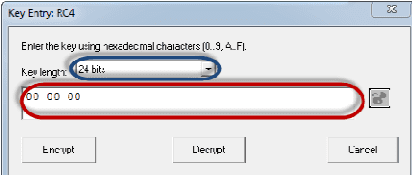 Key Entry: RC4
Enter the key using hexadecimal characters (0..9, A..F).
Key length: 24 bits
00 00 00
Encrypt Decrypt Cancel